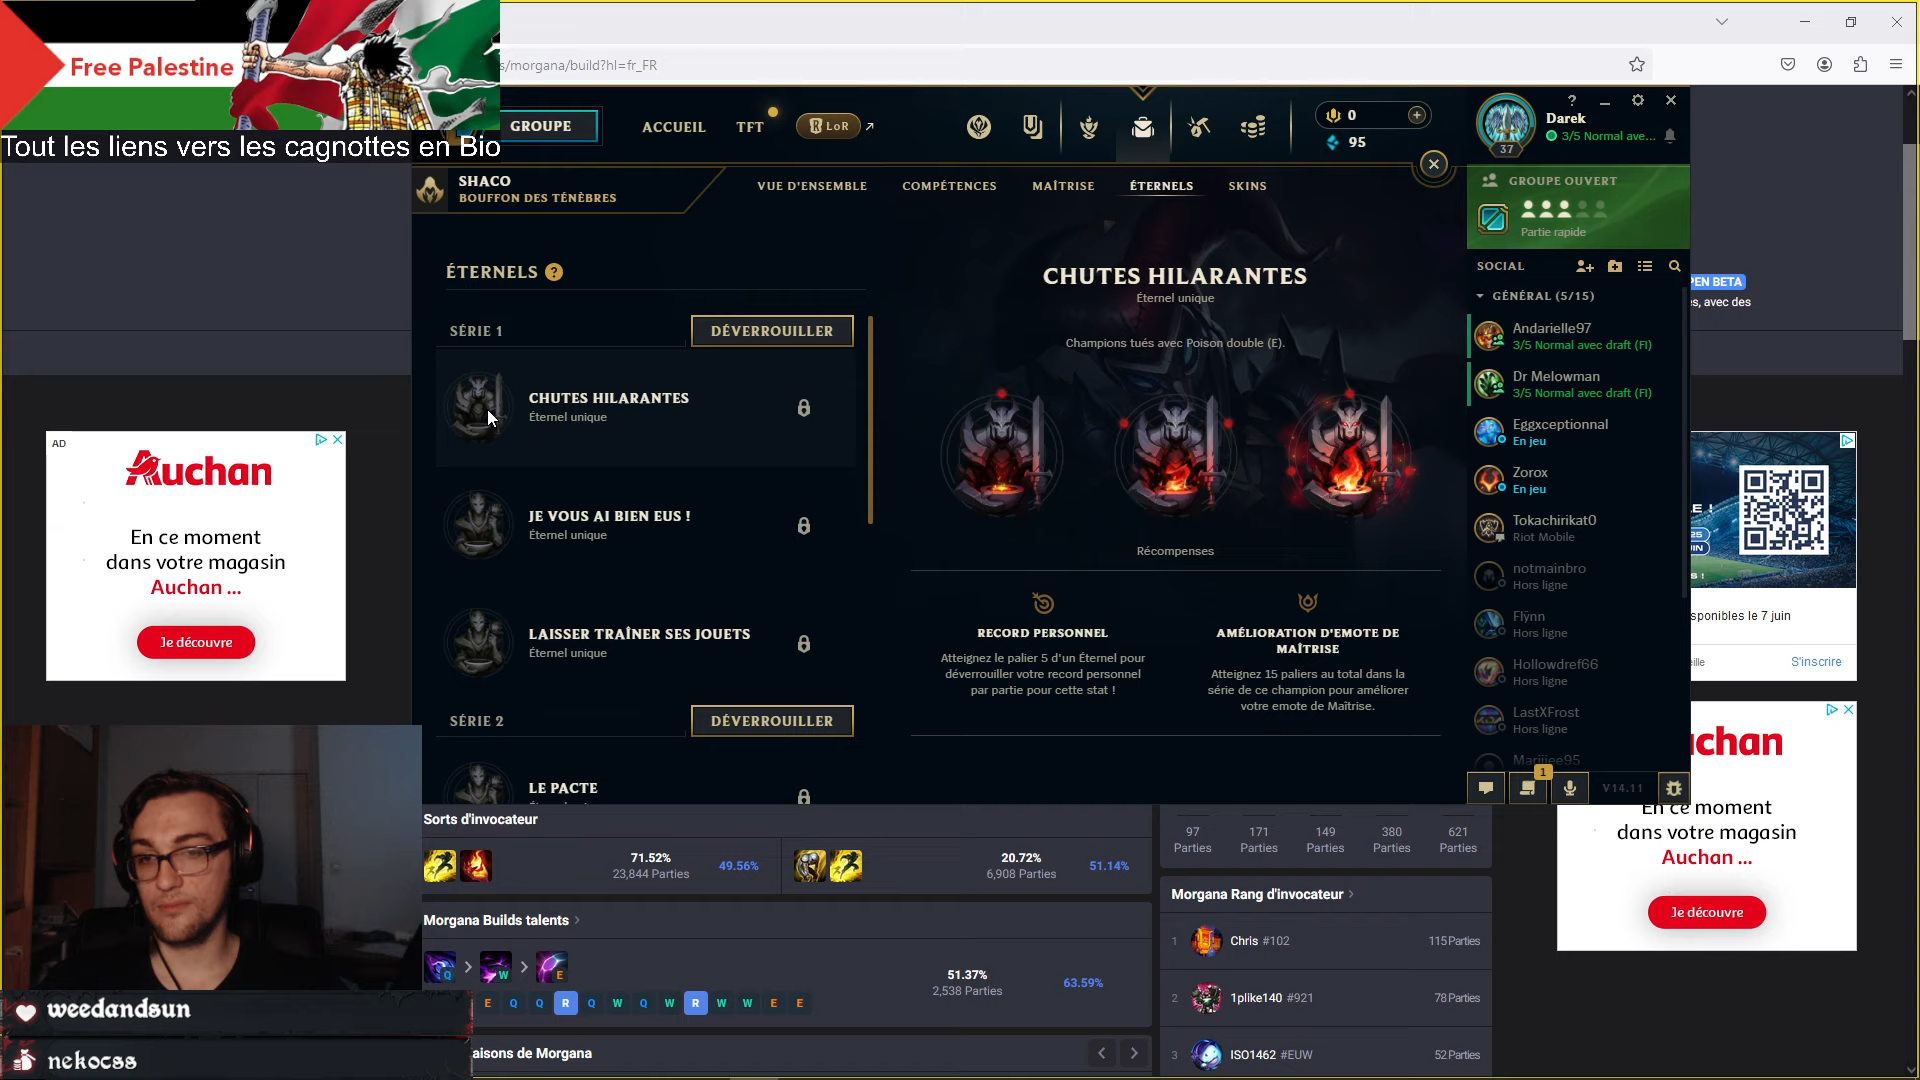 Free Palestine
Tout les liens vers les cagnottes en Bio
s/morgana/build?hl=fr_FR
GROUPE
ACCUEIL
TFT
LoR
0
95
37
Darek
3/5 Normal ave...
SHACO
BOUFFON DES TÉNÈBRES
VUE D'ENSEMBLE
COMPÉTENCES
MAÎTRISE
ÉTERNELS
SKINS
GROUPE OUVERT
Partie rapide
ÉTERNELS ?
SÉRIE 1
DÉVERROUILLER
CHUTES HILARANTES
Éternel unique
JE VOUS AI BIEN EUS !
Éternel unique
LAISSER TRAÎNER SES JOUETS
Éternel unique
SÉRIE 2
DÉVERROUILLER
LE PACTE
CHUTES HILARANTES
Éternel unique
Champions tués avec Poison double (E).
Récompenses
RECORD PERSONNEL
Atteignez le palier 5 d'un Éternel pour
déverrouiller votre record personnel
par partie pour cette stat !
AMÉLIORATION D'EMOTE DE
MAÎTRISE
Atteignez 15 paliers au total dans la
série de ce champion pour améliorer
votre emote de Maîtrise.
SOCIAL
GÉNÉRAL (5/15)
Andarielle97
3/5 Normal avec draft (FI)
Dr Melowman
3/5 Normal avec draft (FI)
Eggxceptionnal
En jeu
Zorox
En jeu
Tokachirikat0
Riot Mobile
notmainbro
Hors ligne
Flÿnn
Hors ligne
Hollowdref66
Hors ligne
LastXFrost
Hors ligne
Mariiiee95
1
V14.11
PEN BETA
s, avec des
AD
Auchan
En ce moment
dans votre magasin
Auchan ...
Je découvre
E !
25
JIN
S !
sponibles le 7 juin
eille
S'inscrire
uchan
En ce moment
dans votre magasin
Auchan ...
Je découvre
Sorts d'invocateur
71.52%
23,844 Parties
49.56%
20.72%
6,908 Parties
51.14%
Morgana Builds talents
Q > W > E
E Q Q R Q W Q W R W W E E
51.37%
2,538 Parties
63.59%
aisons de Morgana
97 171 149 380 621
Parties Parties Parties Parties Parties
Morgana Rang d'invocateur
1 Chris #102 115 Parties
2 1plike140 #921 78 Parties
3 ISO1462 #EUW 52 Parties
weedandsun
nekocss